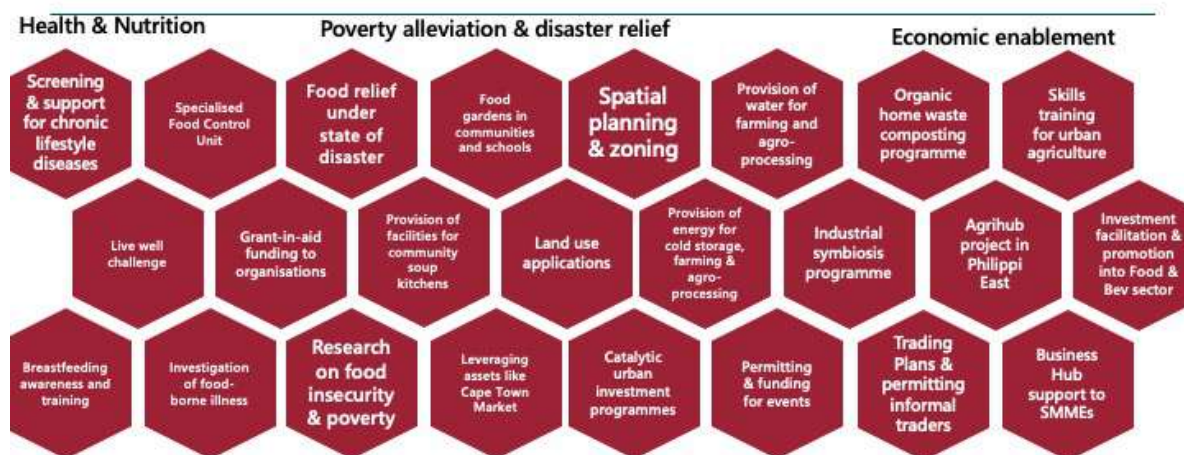 Health & Nutrition
Poverty alleviation & disaster relief
Economic enablement
Screening
& support
for chronic
lifestyle
diseases
Specialised
Food Control
Unit
Food relief
under
state of
disaster
Food
gardens in
communities
and schools
Spatial
planning
& zoning
Provision of
water for
farming and
agro-
processing
Organic
home waste
composting
programme
Skills
training
for urban
agriculture
Live well
challenge
Grant-in-aid
funding to
organisations
Provision of
facilities for
community
soup
kitchens
Land use
applications
Provision of
energy for
cold storage,
farming &
agro-
processing
Industrial
symbiosis
programme
Agrihub
project in
Philippi
East
Investment
facilitation &
promotion
into Food &
Bev sector
Breastfeeding
awareness and
training
Investigation
of food-
borne illness
Research
on food
insecurity
& poverty
Leveraging
assets like
Cape Town
Market
Catalytic
urban
investment
programmes
Permitting
& funding
for events
Trading
Plans &
permitting
informal
traders
Business
Hub
support to
SMMEs